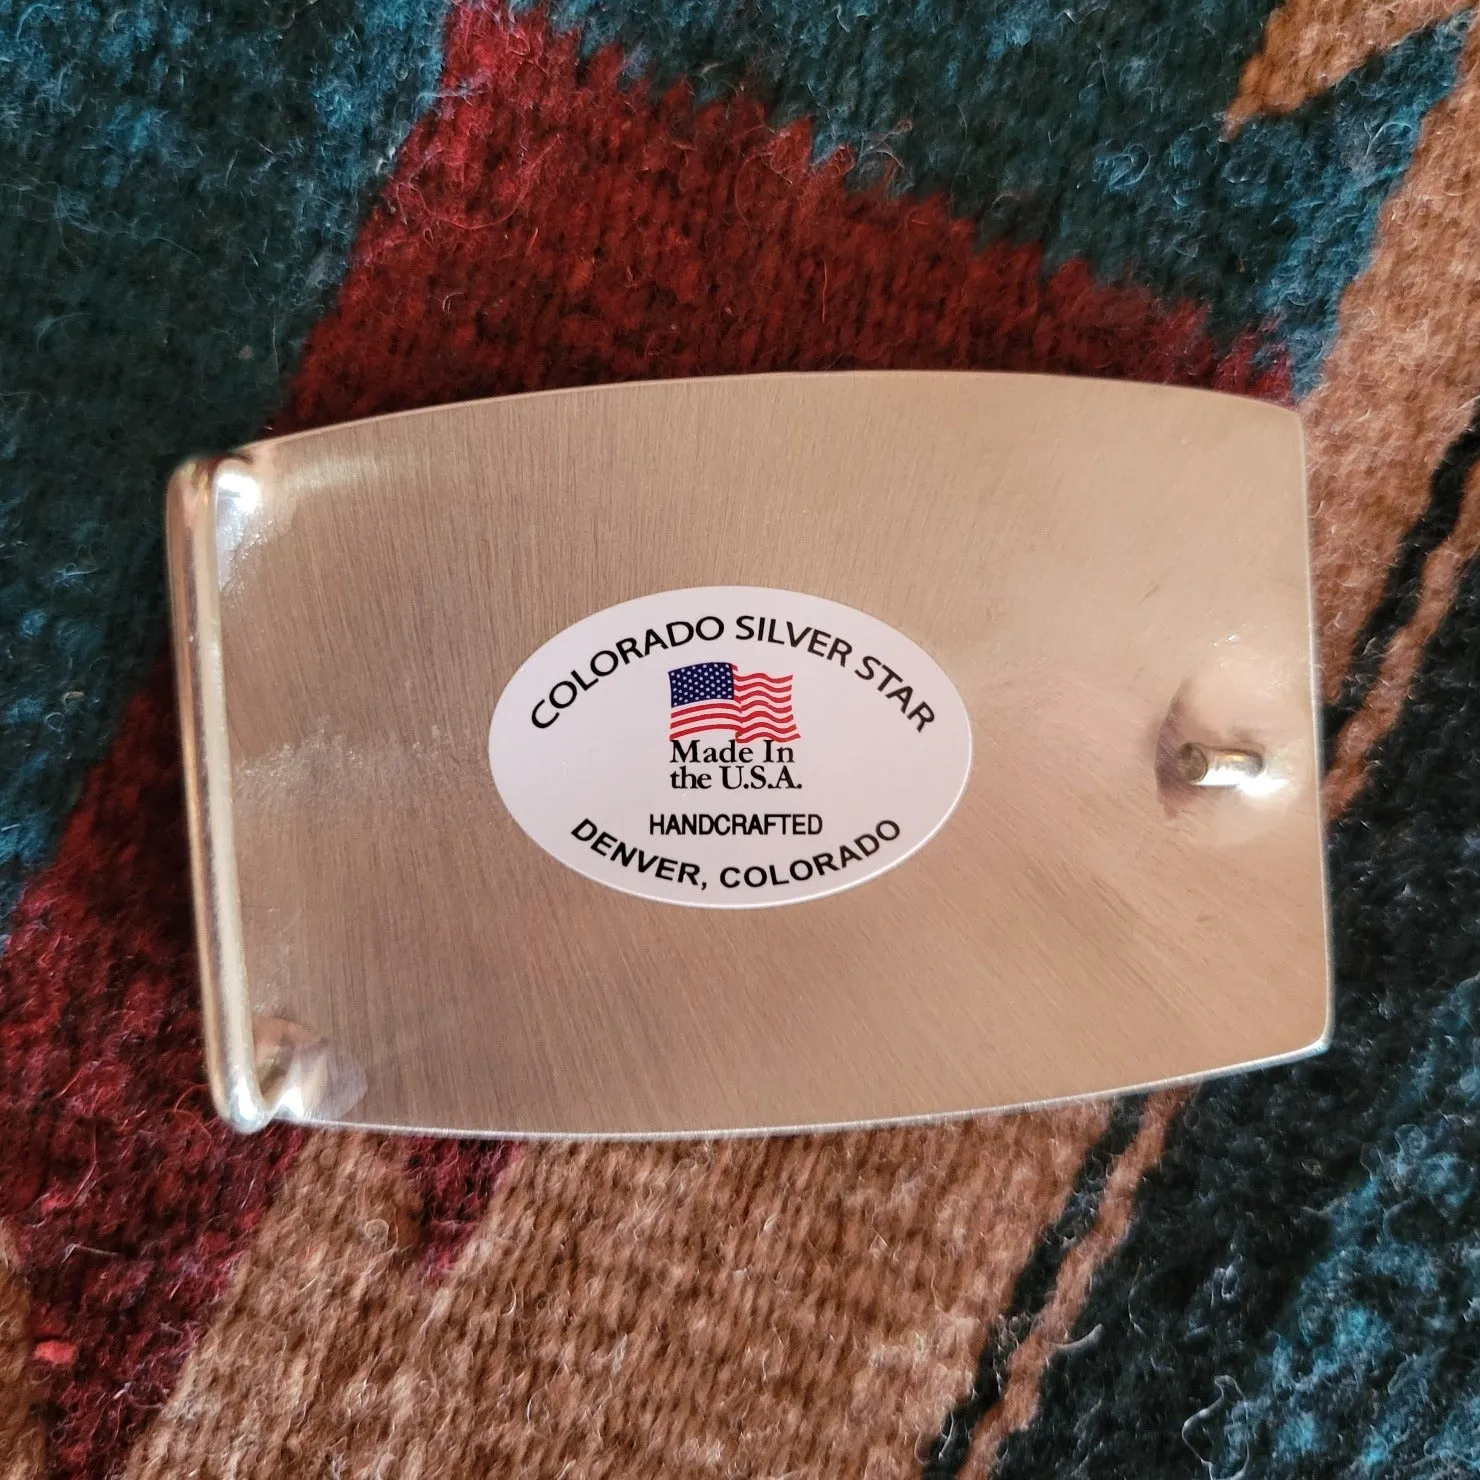 COLORADO SILVER STAR
Made In
the U.S.A.
HANDCRAFTED
DENVER, COLORADO